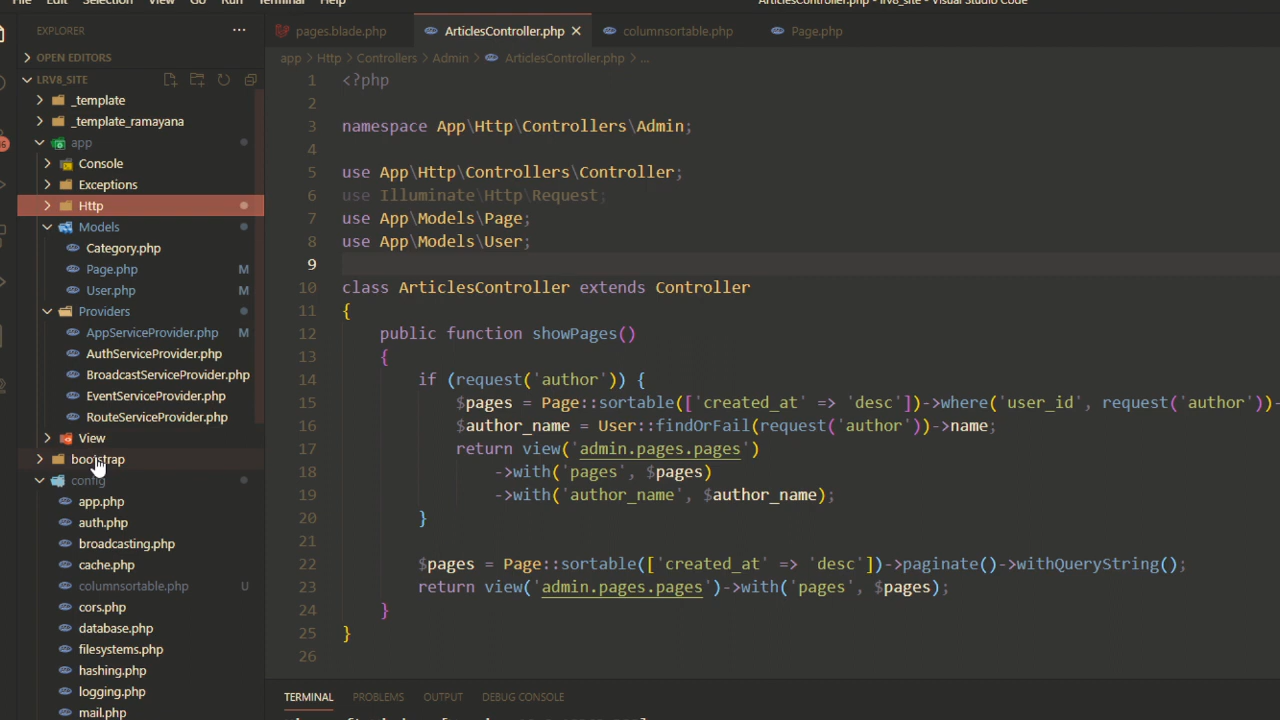 File Edit Selection View Go Run Terminal Help
ArticlesController.php - lrv8_site - Visual Studio Code
EXPLORER ...
OPEN EDITORS
LRV8_SITE
_template
_template_ramayana
app
Console
Exceptions
Http
Models
Category.php
Page.php M
User.php M
Providers
AppServiceProvider.php M
AuthServiceProvider.php
BroadcastServiceProvider.php
EventServiceProvider.php
RouteServiceProvider.php
View
bootstrap
config
app.php
auth.php
broadcasting.php
cache.php
columnsortable.php U
cors.php
database.php
filesystems.php
hashing.php
logging.php
mail.php
pages.blade.php ArticlesController.php columnsortable.php Page.php
app > Http > Controllers > Admin > ArticlesController.php > ...
1 <?php
2
3 namespace App\Http\Controllers\Admin;
4
5 use App\Http\Controllers\Controller;
6 use Illuminate\Http\Request;
7 use App\Models\Page;
8 use App\Models\User;
9
10 class ArticlesController extends Controller
11 {
12 public function showPages()
13 {
14 if (request('author')) {
15 $pages = Page::sortable(['created_at' => 'desc'])->where('user_id', request('author'))-
16 $author_name = User::findOrFail(request('author'))->name;
17 return view('admin.pages.pages')
18 ->with('pages', $pages)
19 ->with('author_name', $author_name);
20 }
21
22 $pages = Page::sortable(['created_at' => 'desc'])->paginate()->withQueryString();
23 return view('admin.pages.pages')->with('pages', $pages);
24 }
25 }
26
TERMINAL PROBLEMS OUTPUT DEBUG CONSOLE